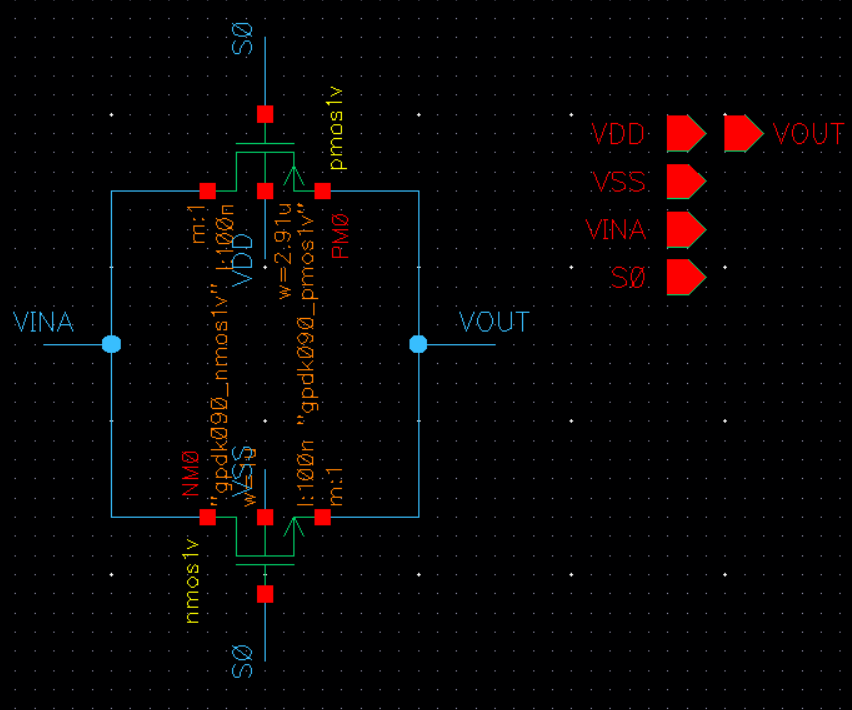 S0
pmos1v
VDD
VOUT
VSS
VINA
S0
m:1
l:100n
VDD
w=2.91u
"gpdk090_pmos1v"
PM0
VINA
VOUT
NM0
"gpdk090_nmos1v"
VSS
l:100n
m:1
nmos1v
S0